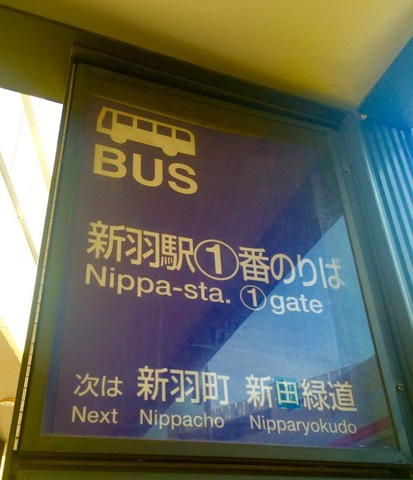 BUS
新羽駅①番のりば
Nippa-sta. ①gate
次は 新羽町 新田緑道
Next Nippacho Nipparyokudo